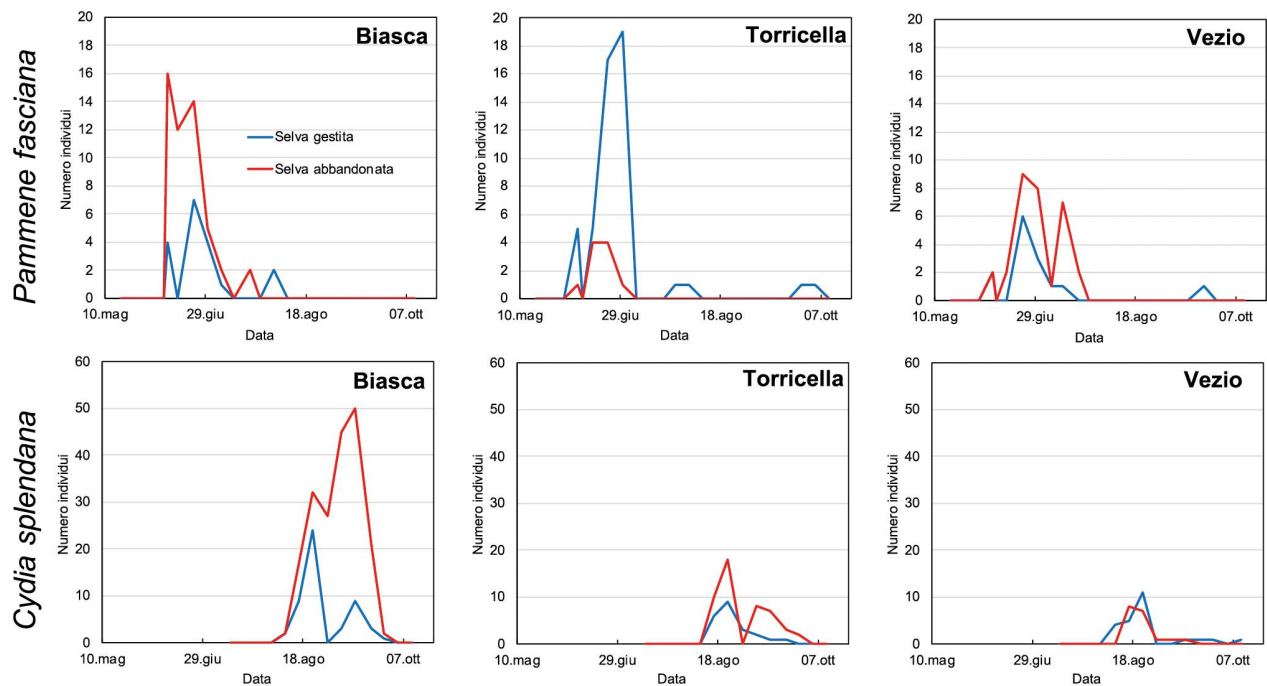 Pammene fasciana
Biasca
20
18
16
14
12
10
8
6
4
2
0
Numero individui
Selva gestita
Selva abbandonata
10.mag 29.giu 18.ago 07.ott
Data
Torricella
20
18
16
14
12
10
8
6
4
2
0
Numero individui
10.mag 29.giu 18.ago 07.ott
Data
Vezio
20
18
16
14
12
10
8
6
4
2
0
Numero individui
10.mag 29.giu 18.ago 07.ott
Data
Cydia splendana
Biasca
60
50
40
30
20
10
0
Numero individui
10.mag 29.giu 18.ago 07.ott
Data
Torricella
60
50
40
30
20
10
0
Numero individui
10.mag 29.giu 18.ago 07.ott
Data
Vezio
60
50
40
30
20
10
0
Numero individui
10.mag 29.giu 18.ago 07.ott
Data